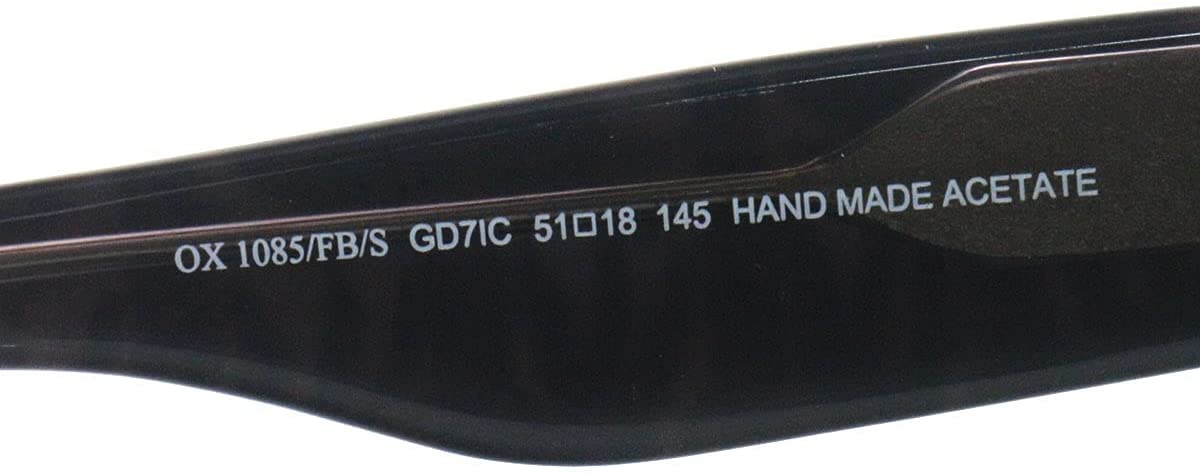 OX 1085/FB/S GD7IC 51□18 145 HAND MADE ACETATE